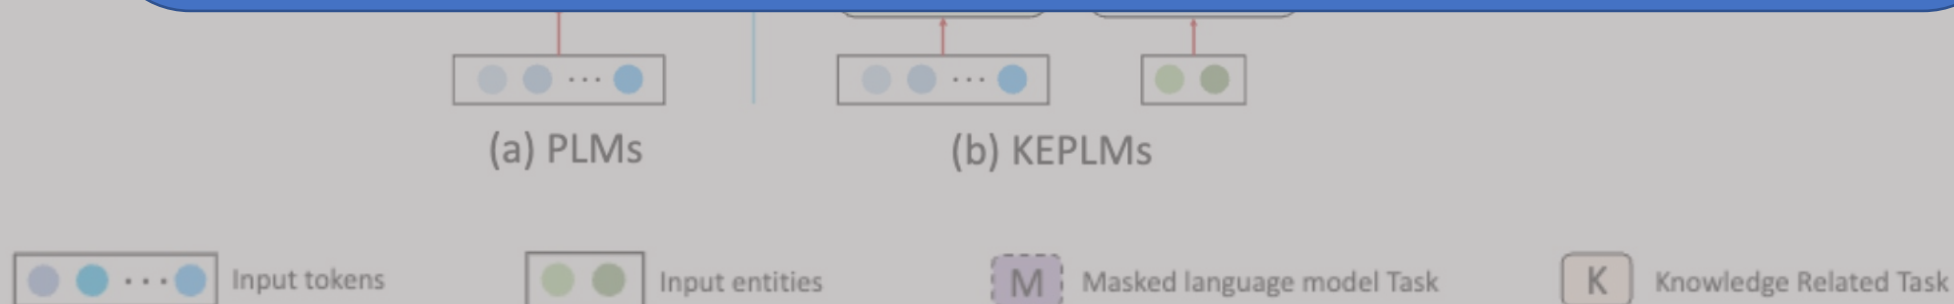 (a) PLMs
(b) KEPLMs
Input tokens
Input entities
M
Masked language model Task
K
Knowledge Related Task